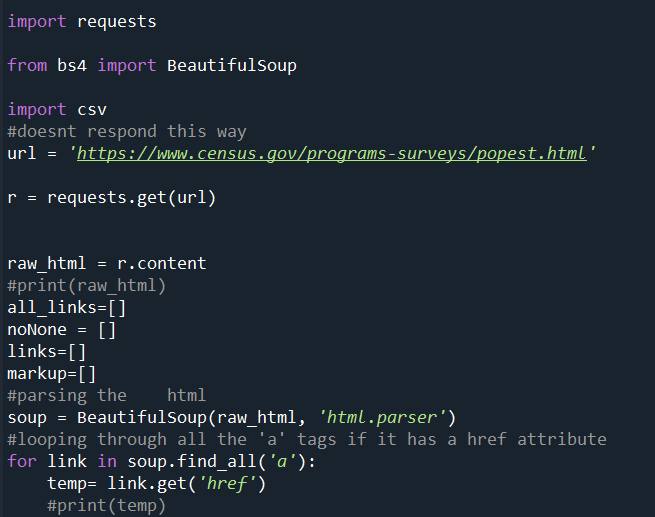 import requests
from bs4 import BeautifulSoup
import csv
#doesnt respond this way
url = 'https://www.census.gov/programs-surveys/popest.html'
r = requests.get(url)
raw_html = r.content
#print(raw_html)
all_links=[]
noNone = []
links=[]
markup=[]
#parsing the    html
soup = BeautifulSoup(raw_html, 'html.parser')
#looping through all the 'a' tags if it has a href attribute
for link in soup.find_all('a'):
    temp= link.get('href')
    #print(temp)